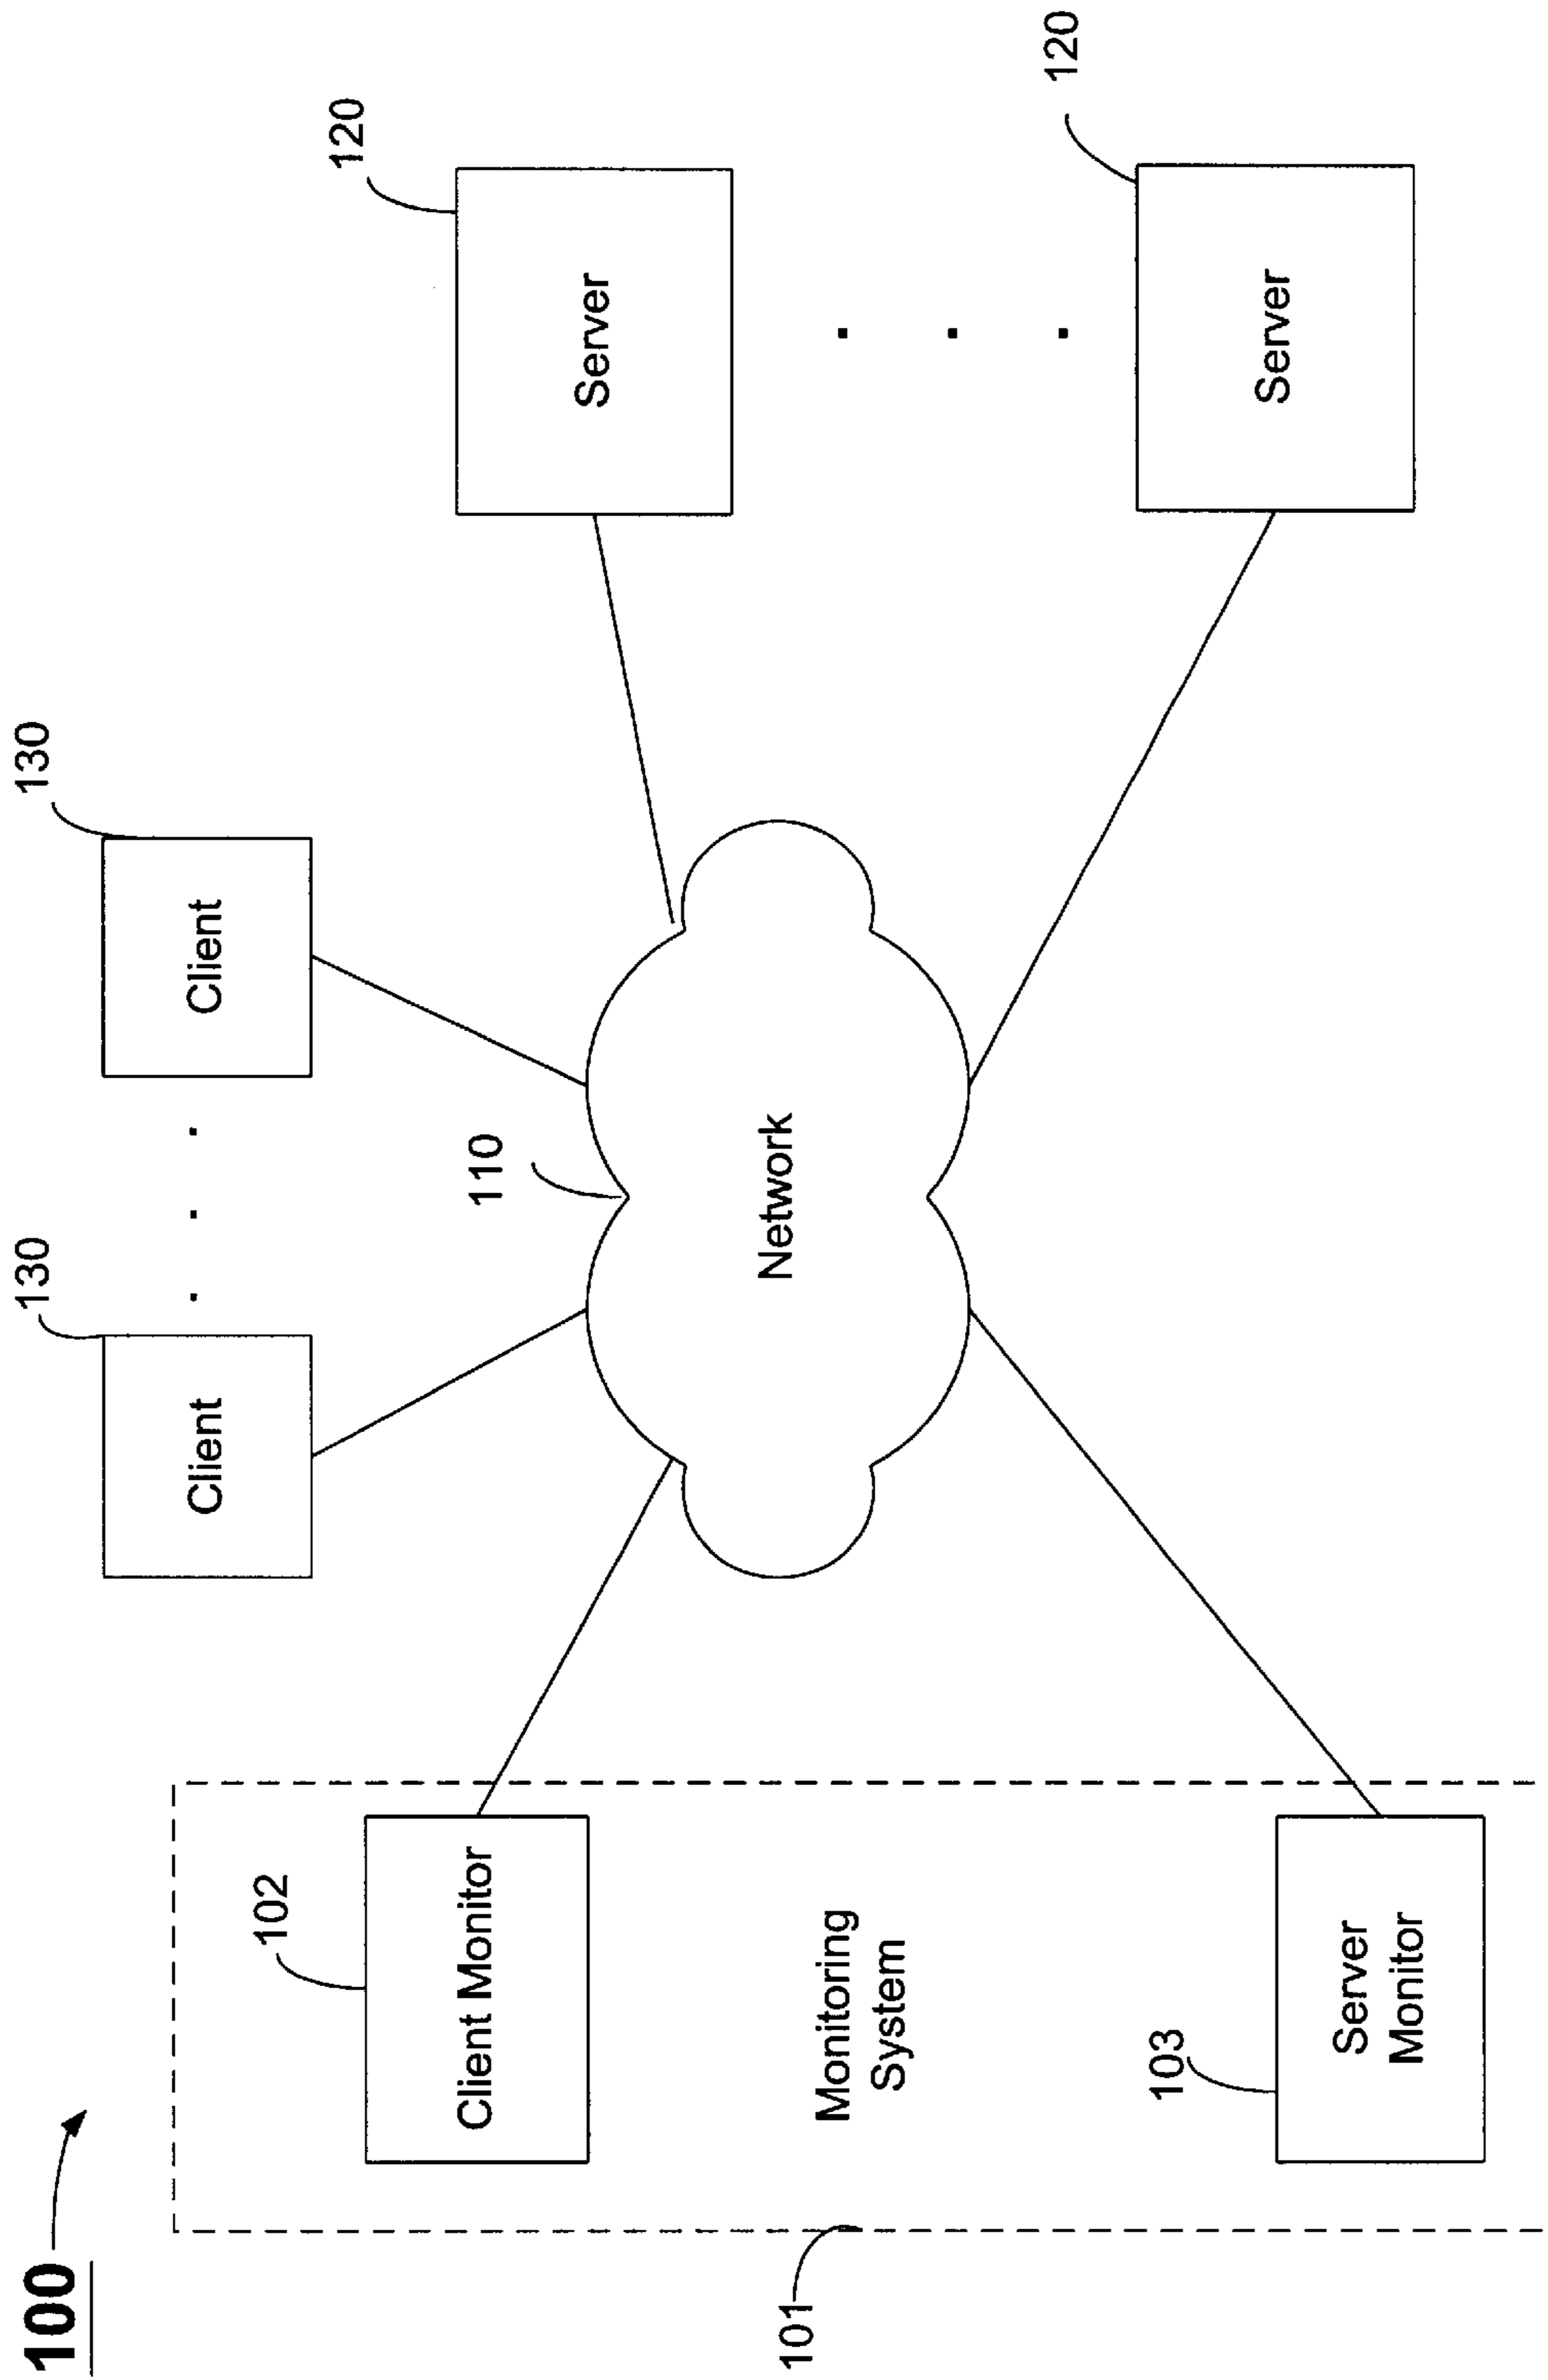 100
130
130
Client
Client
102
Client Monitor
110
120
Server
Network
Monitoring
System
101
103
Server
Monitor
120
Server